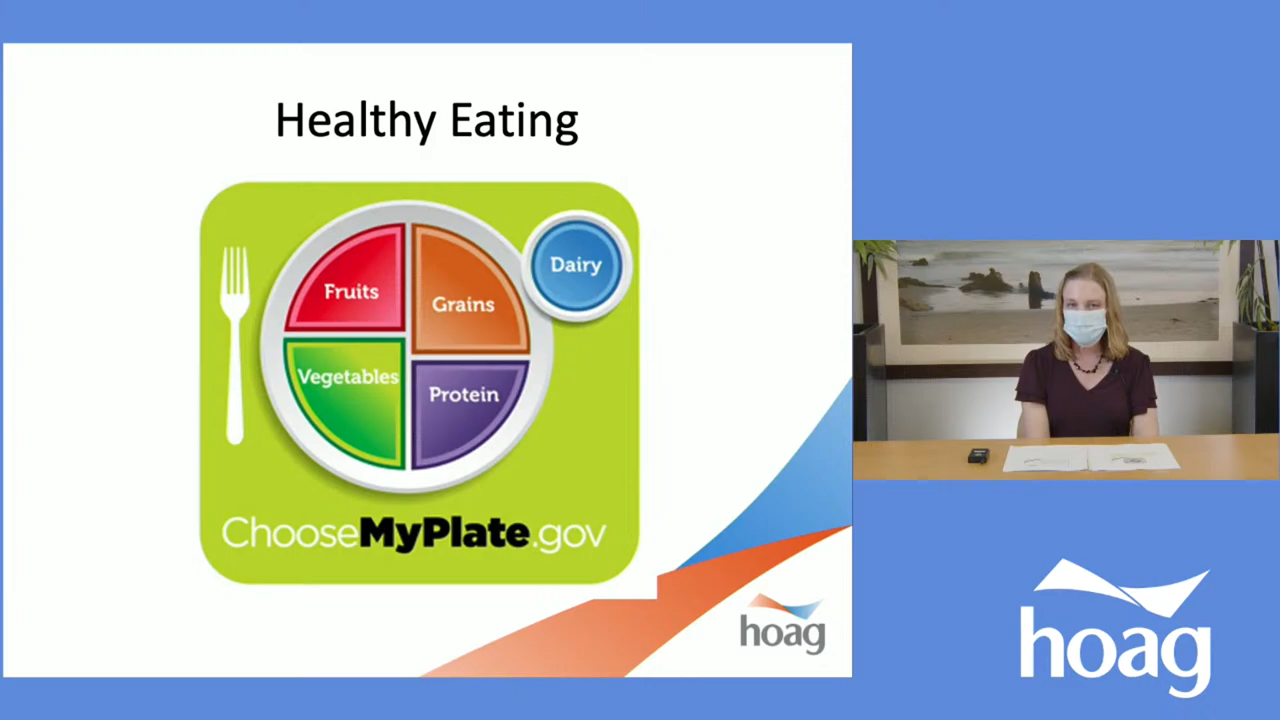 Healthy Eating
Fruits
Grains
Dairy
Vegetables
Protein
ChooseMyPlate.gov
hoag
hoag